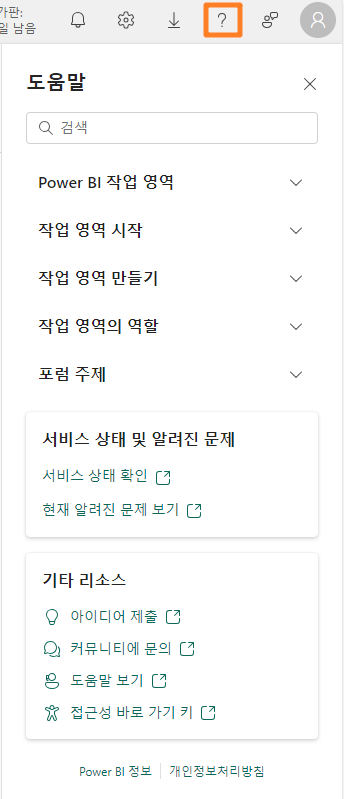 가판:
일 남음
?
도움말
검색
Power BI 작업 영역
작업 영역 시작
작업 영역 만들기
작업 영역의 역할
포럼 주제
서비스 상태 및 알려진 문제
서비스 상태 확인
현재 알려진 문제 보기
기타 리소스
아이디어 제출
커뮤니티에 문의
도움말 보기
접근성 바로 가기 키
Power BI 정보 | 개인정보처리방침